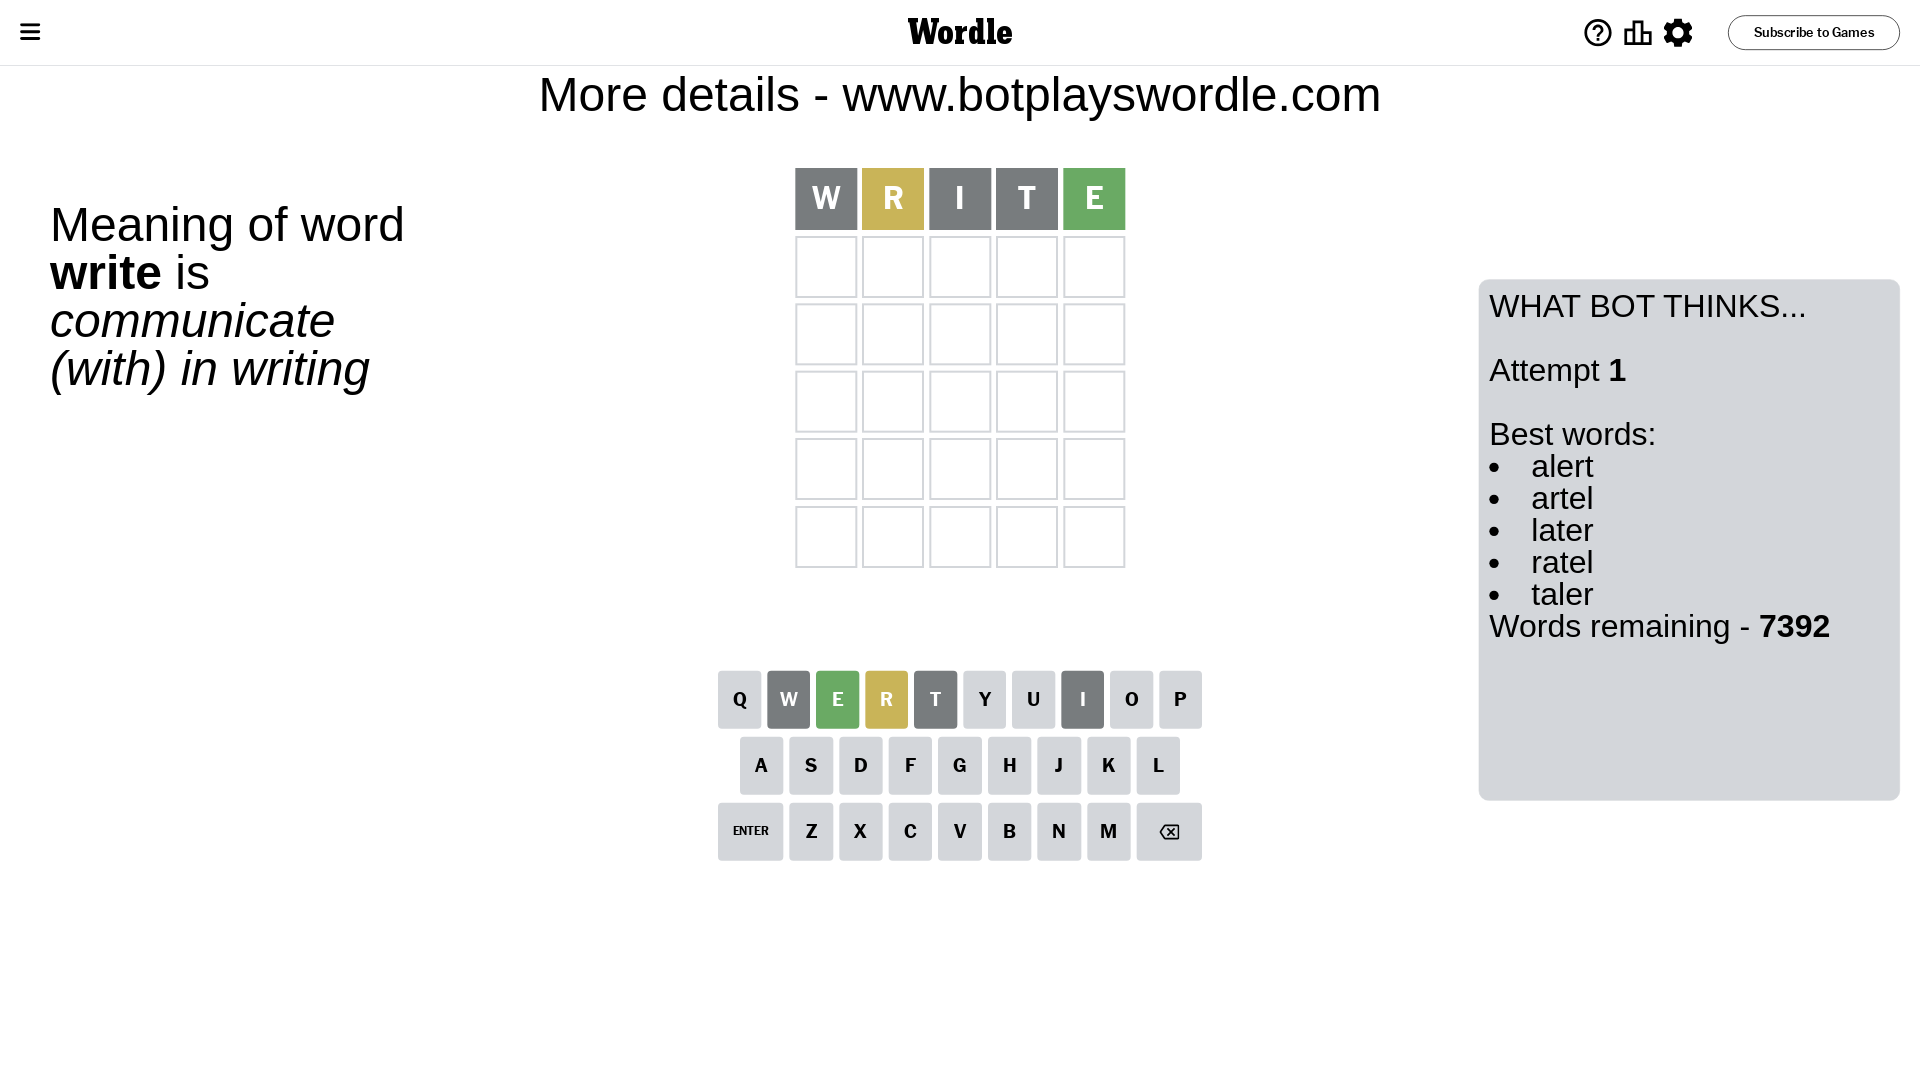 Wordle
Subscribe to Games
More details - www.botplayswordle.com
Meaning of word
write is
communicate
(with) in writing
W R I T E
WHAT BOT THINKS...
Attempt 1
Best words:
• alert
• artel
• later
• ratel
• taler
Words remaining - 7392
Q W E R T Y U I O P
A S D F G H J K L
ENTER Z X C V B N M